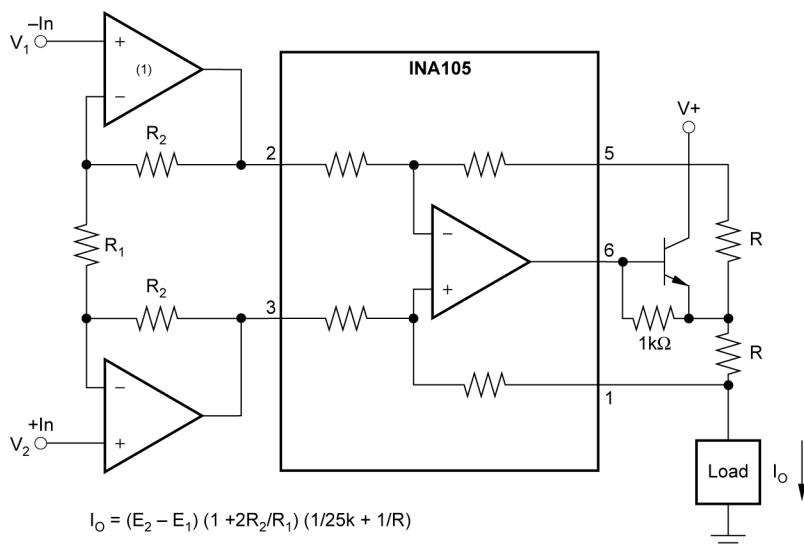 –In
V1
+
(1)
–
R2
R1
R2
–
+
+In
V2
INA105
2
3
–
+
5
6
1
V+
R
1kΩ
R
Load
IO
IO = (E2 – E1) (1 +2R2/R1) (1/25k + 1/R)